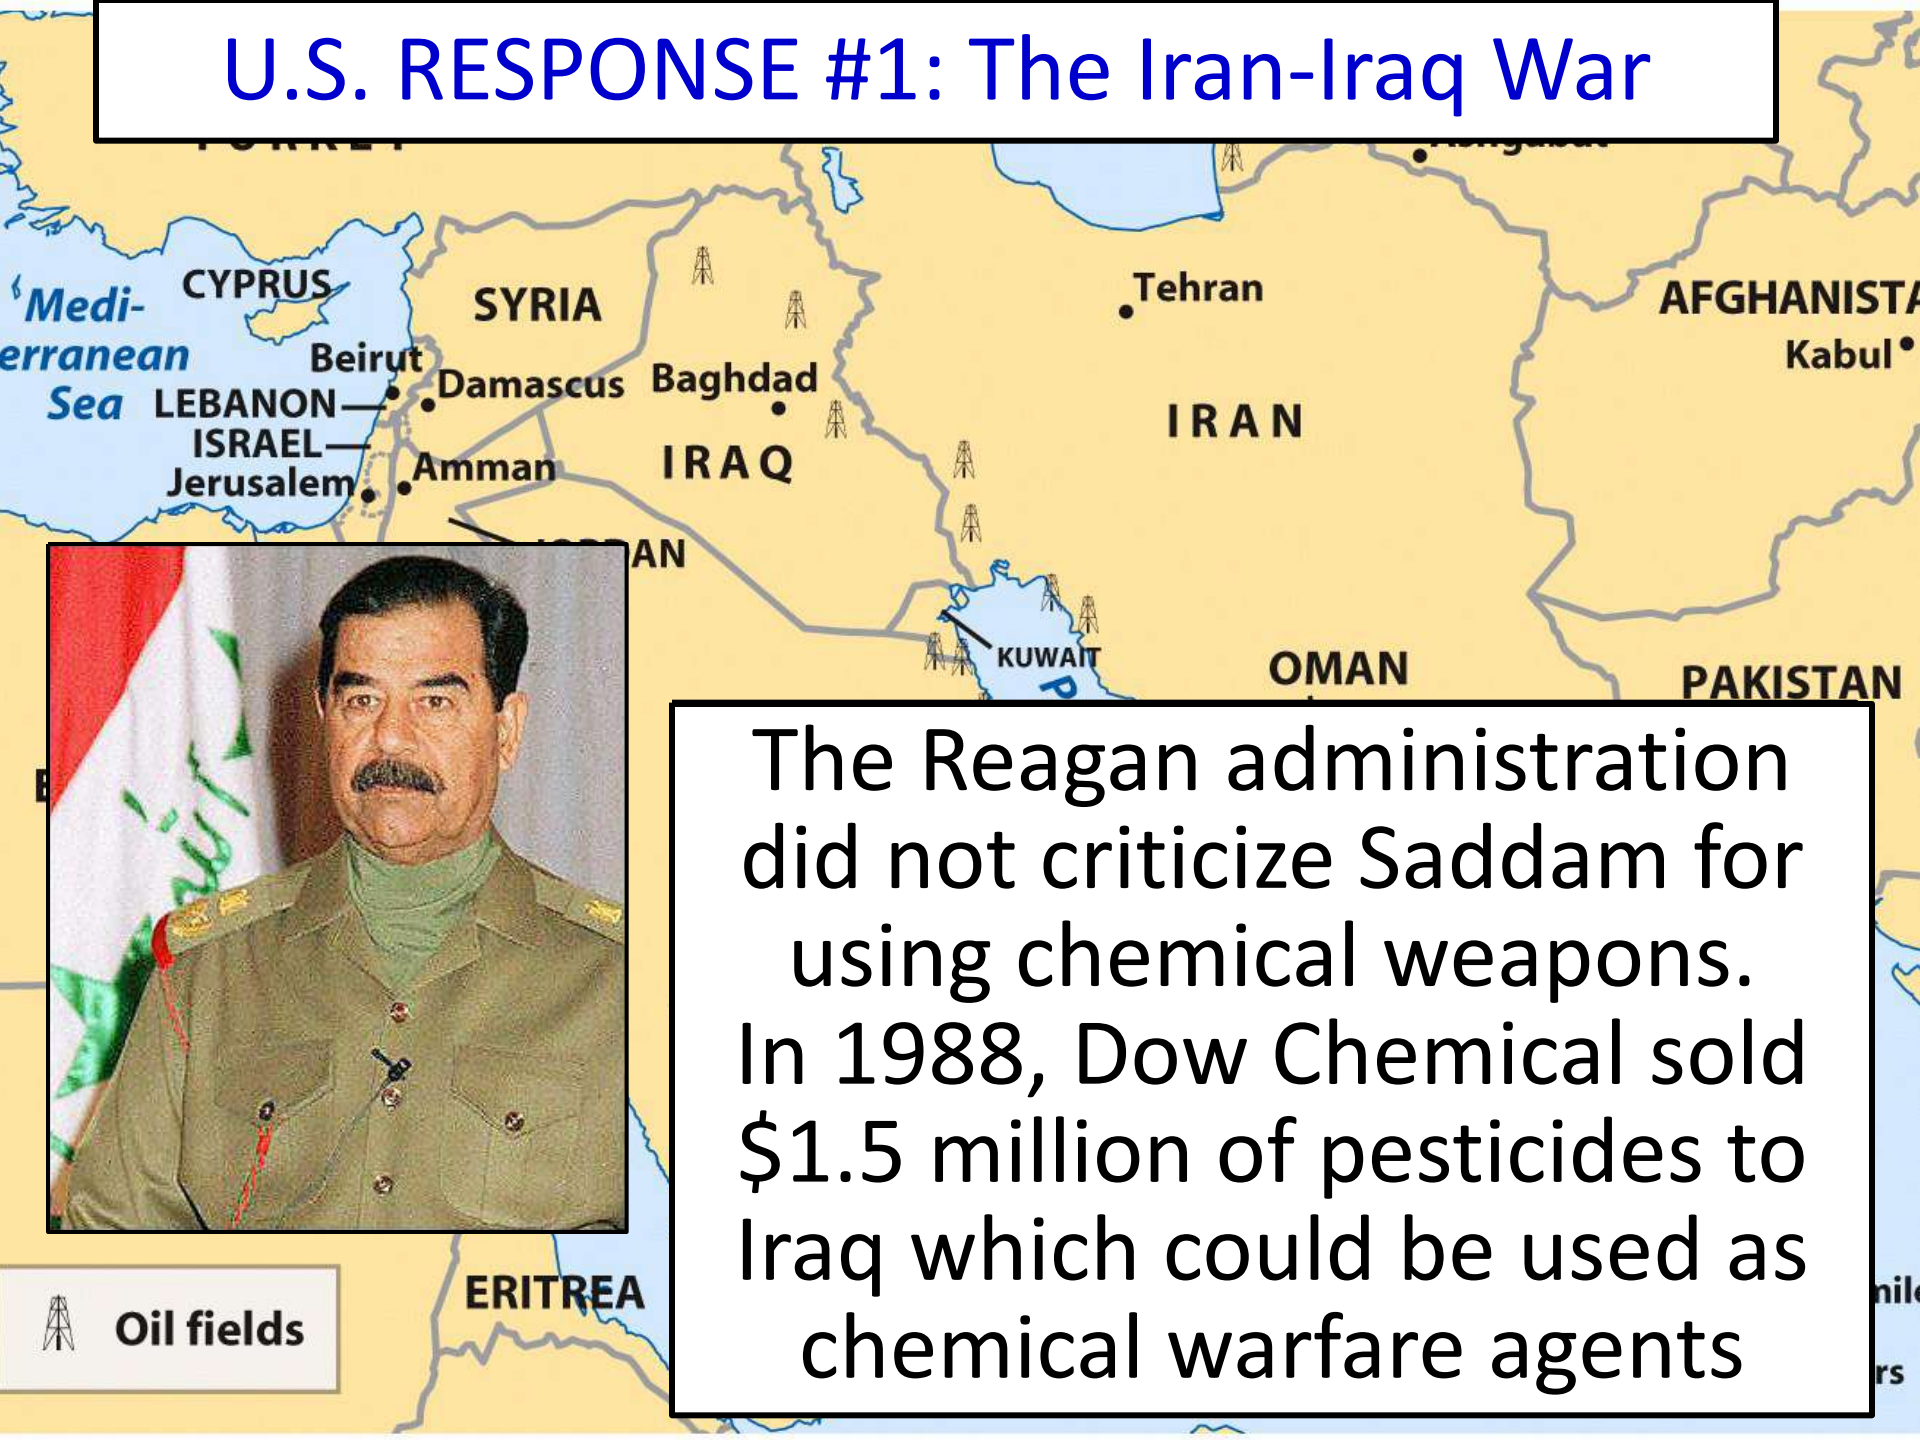 U.S. RESPONSE #1: The Iran-Iraq War
CYPRUS
SYRIA
Tehran
AFGHANISTA
Medi-
erranean
Sea
Kabul
Beirut
Damascus
Baghdad
LEBANON
IRAN
ISRAEL
Amman
IRAQ
Jerusalem
KUWAIT
P
OMAN
PAKISTAN
The Reagan administration
did not criticize Saddam for
using chemical weapons.
In 1988, Dow Chemical sold
$1.5 million of pesticides to
Iraq which could be used as
chemical warfare agents
ERITREA
Oil fields